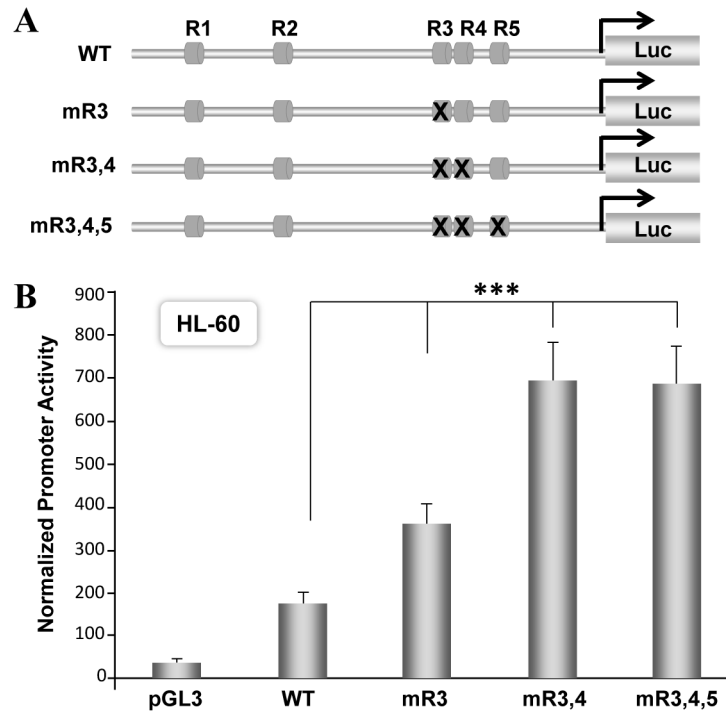 A
R1 R2 R3 R4 R5
WT Luc
mR3 X Luc
mR3,4 X X Luc
mR3,4,5 X X X Luc
B
HL-60
***
Normalized Promoter Activity
900
800
700
600
500
400
300
200
100
0
pGL3 WT mR3 mR3,4 mR3,4,5